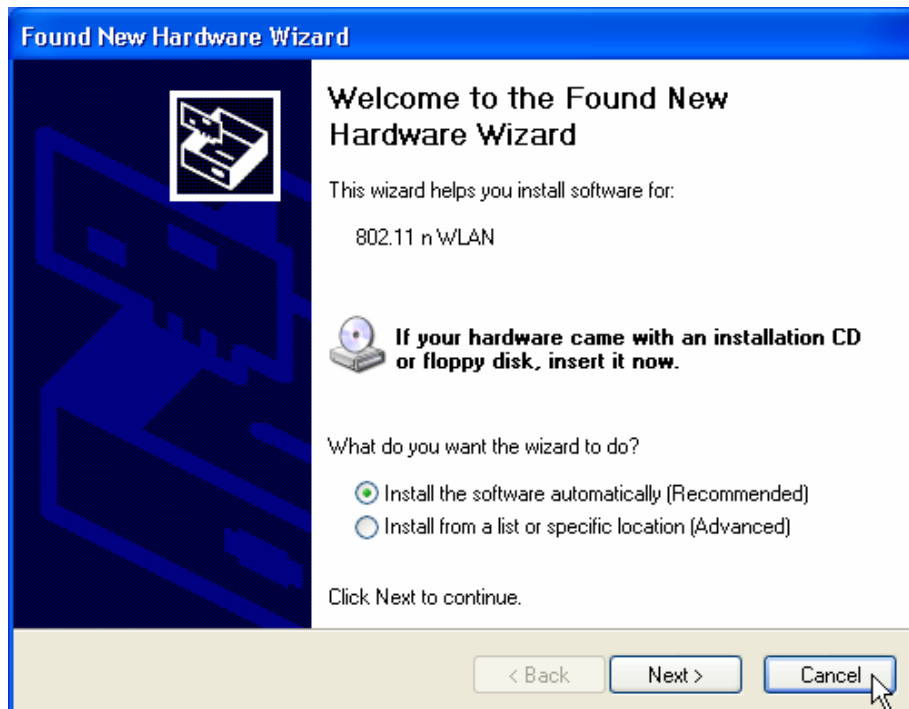 Found New Hardware Wizard
Welcome to the Found New
Hardware Wizard
This wizard helps you install software for:
802.11 n WLAN
If your hardware came with an installation CD
or floppy disk, insert it now.
What do you want the wizard to do?
Install the software automatically (Recommended)
Install from a list or specific location (Advanced)
Click Next to continue.
< Back Next > Cancel